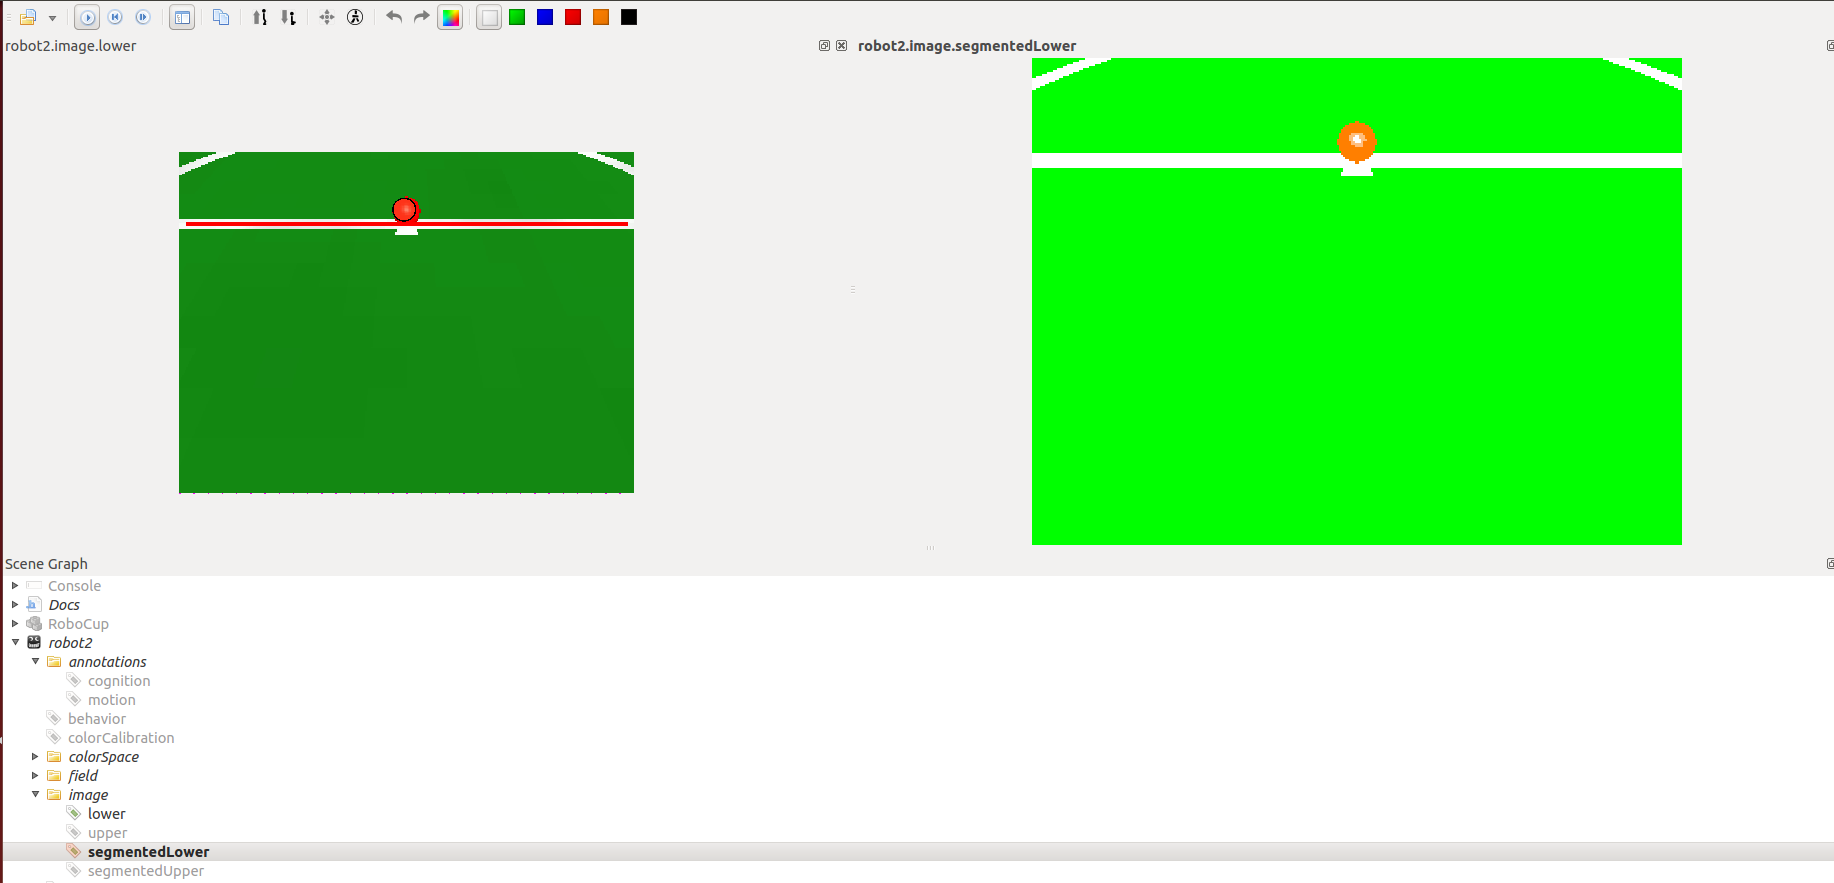 robot2.image.lower
robot2.image.segmentedLower
Scene Graph
Console
Docs
RoboCup
robot2
annotations
cognition
motion
behavior
colorCalibration
colorSpace
field
image
lower
upper
segmentedLower
segmentedUpper